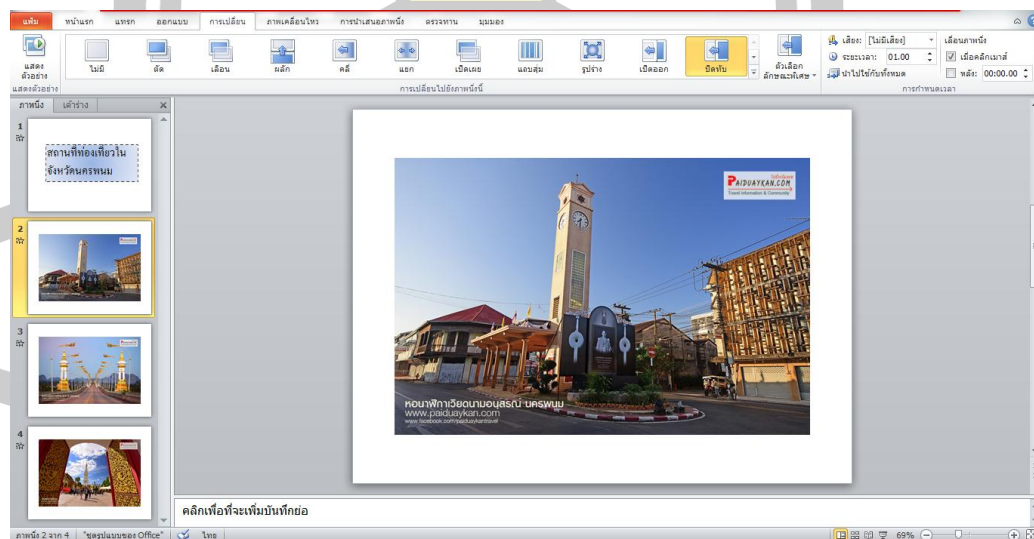 แฟ้ม หน้าแรก แทรก ออกแบบ การเปลี่ยน ภาพเคลื่อนไหว การนำเสนอภาพนิ่ง ตรวจทาน มุมมอง
แสดงตัวอย่าง
ไม่มี ตัด เลือน ผลัก คลี่ แยก เปิดเผย แถบสุ่ม รูปร่าง เปิดออก ปิดทับ
ตัวเลือกลักษณะพิเศษ
เสียง: [ไม่มีเสียง]
ระยะเวลา: 01.00
นำไปใช้กับทั้งหมด
เลื่อนภาพนิ่ง
เมื่อคลิกเมาส์
หลัง: 00:00.00
แสดงตัวอย่าง การเปลี่ยนไปยังภาพนิ่งนี้ การกำหนดเวลา
ภาพนิ่ง เค้าร่าง
1
สถานที่ท่องเที่ยวใน
จังหวัดนครพนม
2
3
4
PAIDUAYKAN.COM
Travel Information & Community
หอนาฬิกาเวียดนามอนุสรณ์ นครพนม
www.paiduaykan.com
www.facebook.com/paiduaykantravel
คลิกเพื่อที่จะเพิ่มบันทึกย่อ
ภาพนิ่ง 2 จาก 4 "ชุดรูปแบบของ Office" ไทย 69%